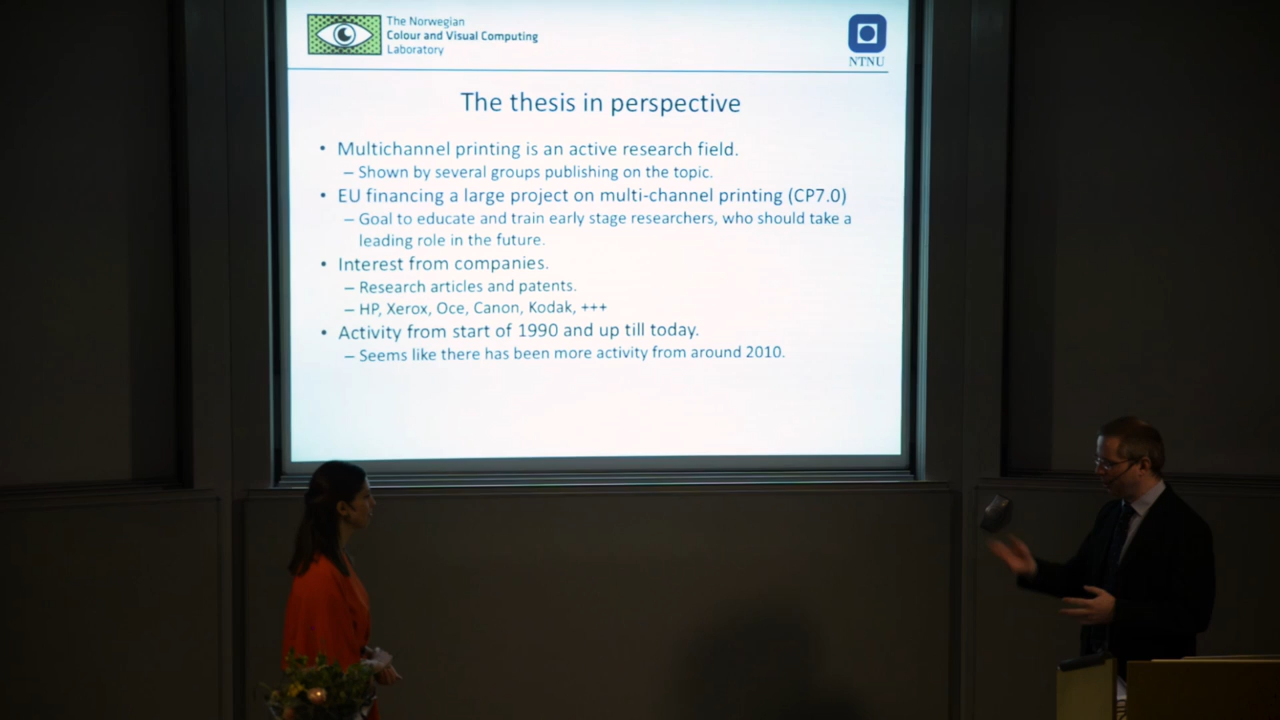 The Norwegian
Colour and Visual Computing
Laboratory
NTNU
The thesis in perspective
• Multichannel printing is an active research field.
– Shown by several groups publishing on the topic.
• EU financing a large project on multi-channel printing (CP7.0)
– Goal to educate and train early stage researchers, who should take a
leading role in the future.
• Interest from companies.
– Research articles and patents.
– HP, Xerox, Oce, Canon, Kodak, +++
• Activity from start of 1990 and up till today.
– Seems like there has been more activity from around 2010.